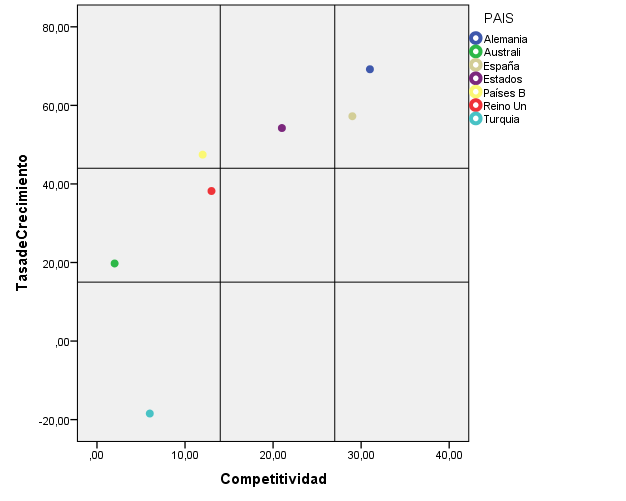 PAIS
Alemania
Australi
España
Estados
Países B
Reino Un
Turquia
TasadeCrecimiento
80,00
60,00
40,00
20,00
,00
-20,00
,00 10,00 20,00 30,00 40,00
Competitividad